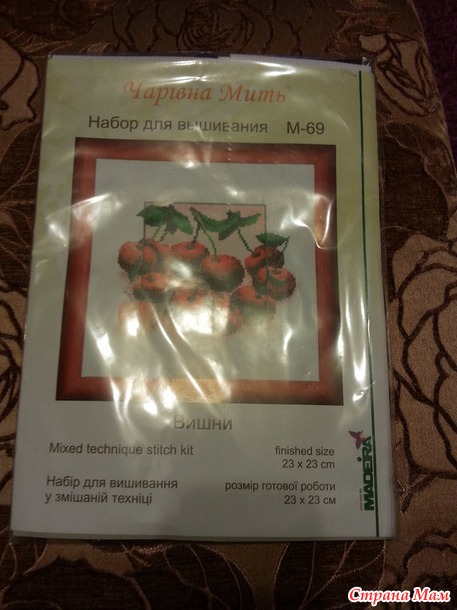 Чарівна Мить
Набор для вышивания M-69
Вишни
Mixed technique stitch kit
finished size
23 x 23 cm
Набір для вишивання
у змішаній техніці
розмір готової роботи
23 x 23 см
MADEIRA
Страна Мам